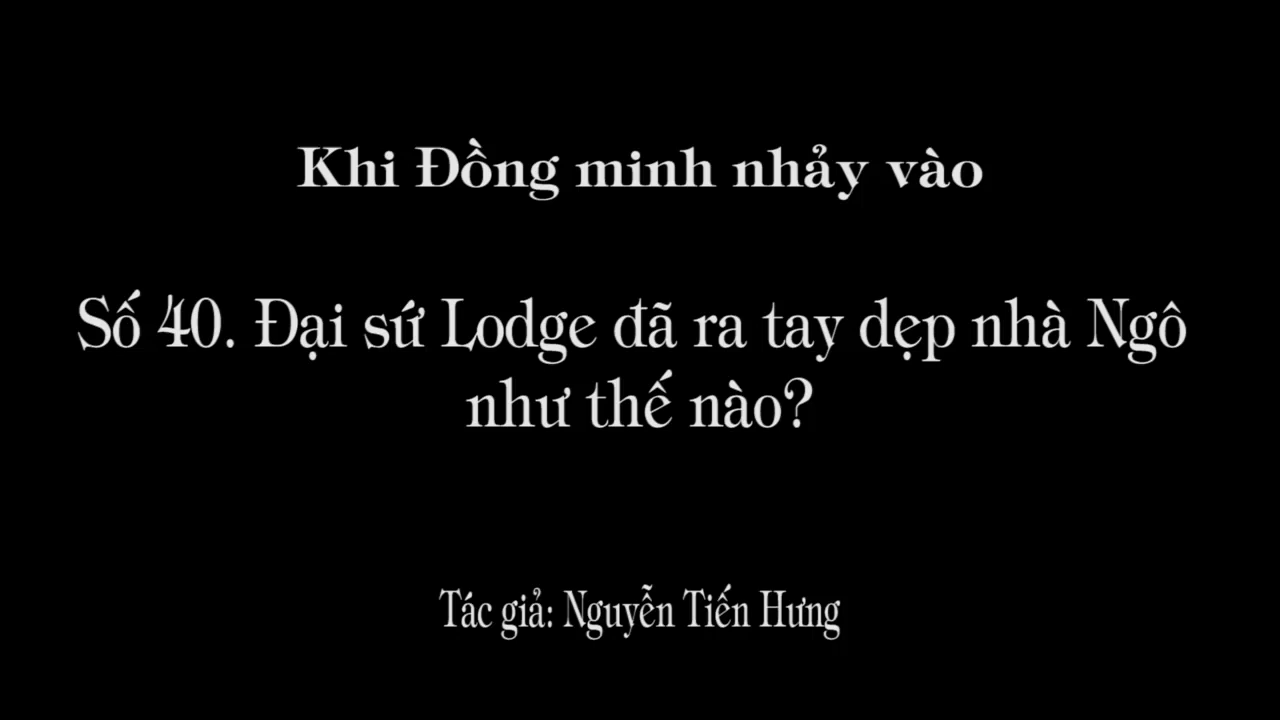 Khi Đồng minh nhảy vào
Số 40. Đại sứ Lodge đã ra tay dẹp nhà Ngô
như thế nào?
Tác giả: Nguyễn Tiến Hưng